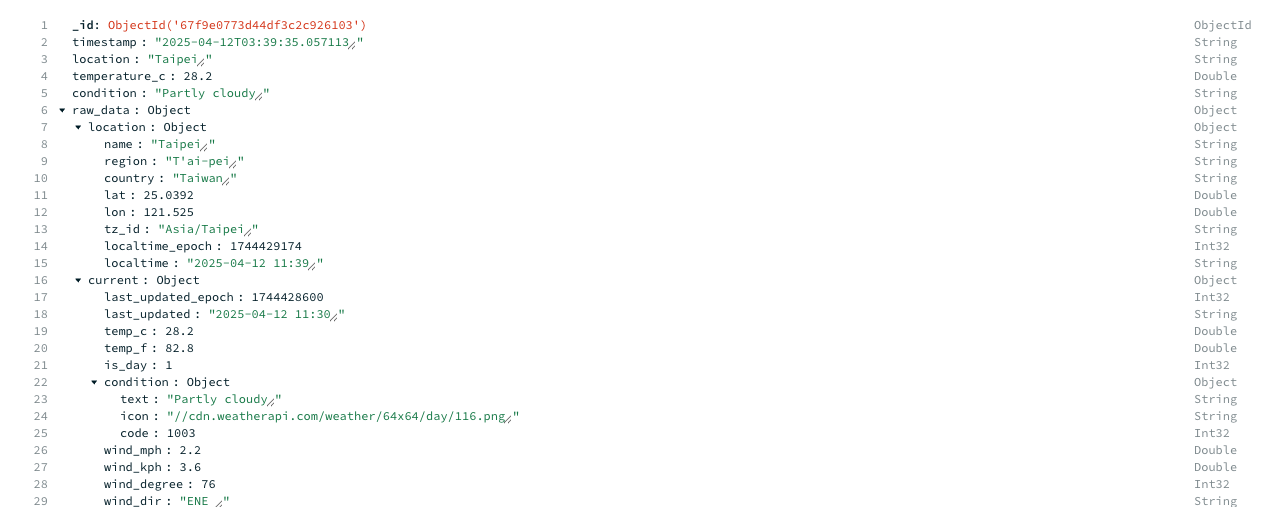 1 _id: ObjectId('67f9e0773d44df3c2c926103') ObjectId
2 timestamp : "2025-04-12T03:39:35.057113" String
3 location : "Taipei" String
4 temperature_c : 28.2 Double
5 condition : "Partly cloudy" String
6 raw_data : Object Object
7 location : Object Object
8 name : "Taipei" String
9 region : "T'ai-pei" String
10 country : "Taiwan" String
11 lat : 25.0392 Double
12 lon : 121.525 Double
13 tz_id : "Asia/Taipei" String
14 localtime_epoch : 1744429174 Int32
15 localtime : "2025-04-12 11:39" String
16 current : Object Object
17 last_updated_epoch : 1744428600 Int32
18 last_updated : "2025-04-12 11:30" String
19 temp_c : 28.2 Double
20 temp_f : 82.8 Double
21 is_day : 1 Int32
22 condition : Object Object
23 text : "Partly cloudy" String
24 icon : "//cdn.weatherapi.com/weather/64x64/day/116.png" String
25 code : 1003 Int32
26 wind_mph : 2.2 Double
27 wind_kph : 3.6 Double
28 wind_degree : 76 Int32
29 wind_dir : "ENE " String